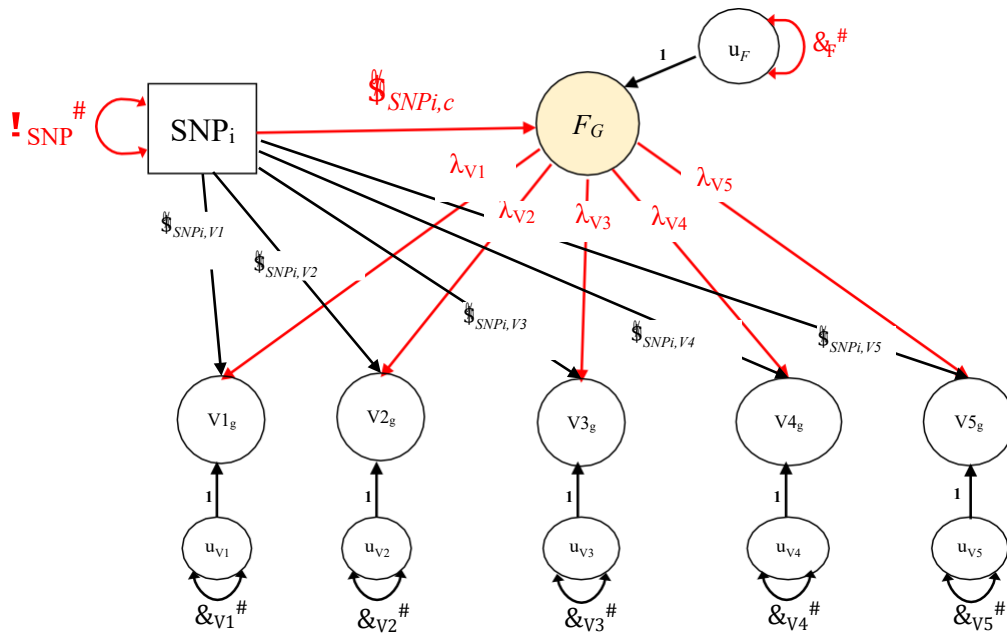 1
u_F
&_F^#
$_SNPi,c
!_SNP^#
SNP_i
F_G
λ_V1
λ_V5
λ_V2
λ_V3
λ_V4
$_SNPi,V1
$_SNPi,V2
$_SNPi,V3
$_SNPi,V4
$_SNPi,V5
V1_g
V2_g
V3_g
V4_g
V5_g
1
1
1
1
1
u_V1
u_V2
u_V3
u_V4
u_V5
&_V1^#
&_V2^#
&_V3^#
&_V4^#
&_V5^#